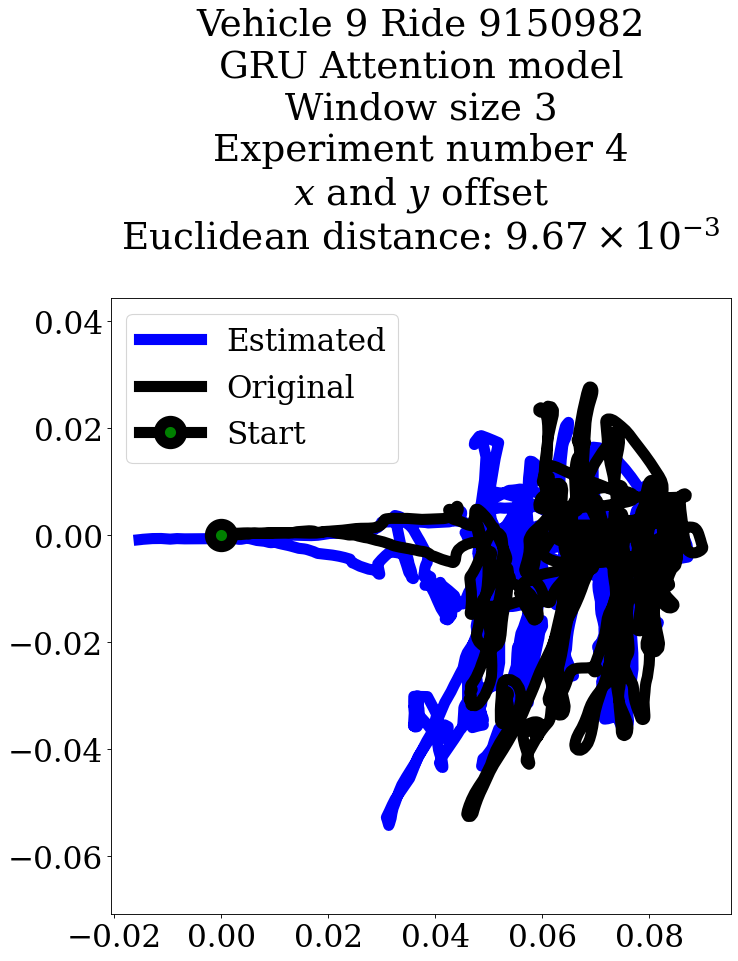 Vehicle 9 Ride 9150982
GRU Attention model
Window size 3
Experiment number 4
x and y offset
Euclidean distance: 9.67 × 10⁻³
Estimated
Original
Start
0.04
0.02
0.00
−0.02
−0.04
−0.06
−0.02 0.00 0.02 0.04 0.06 0.08